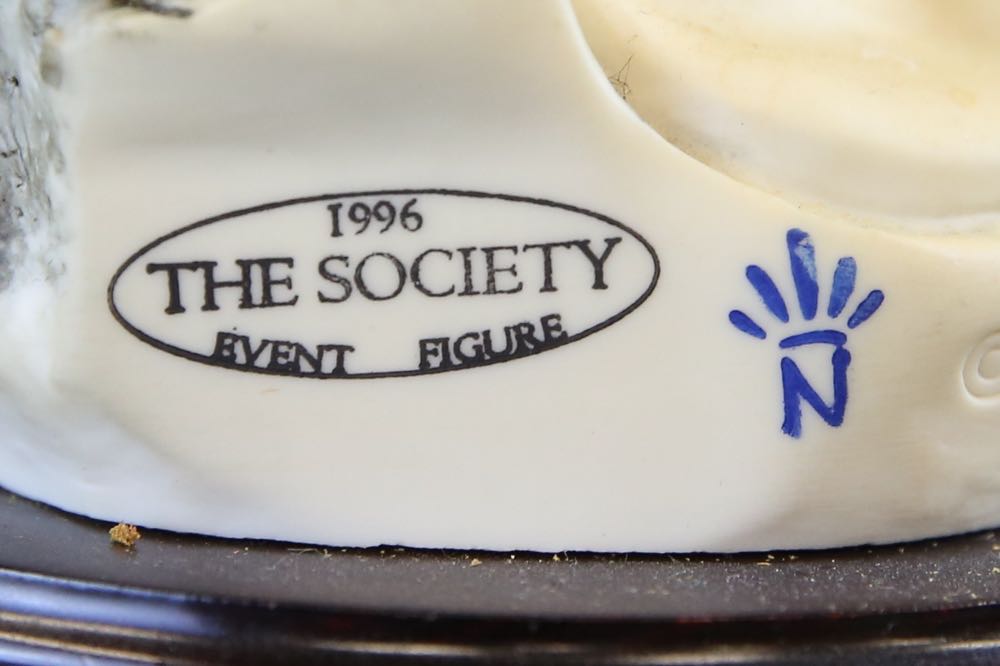 1996
THE SOCIETY
EVENT FIGURE
N